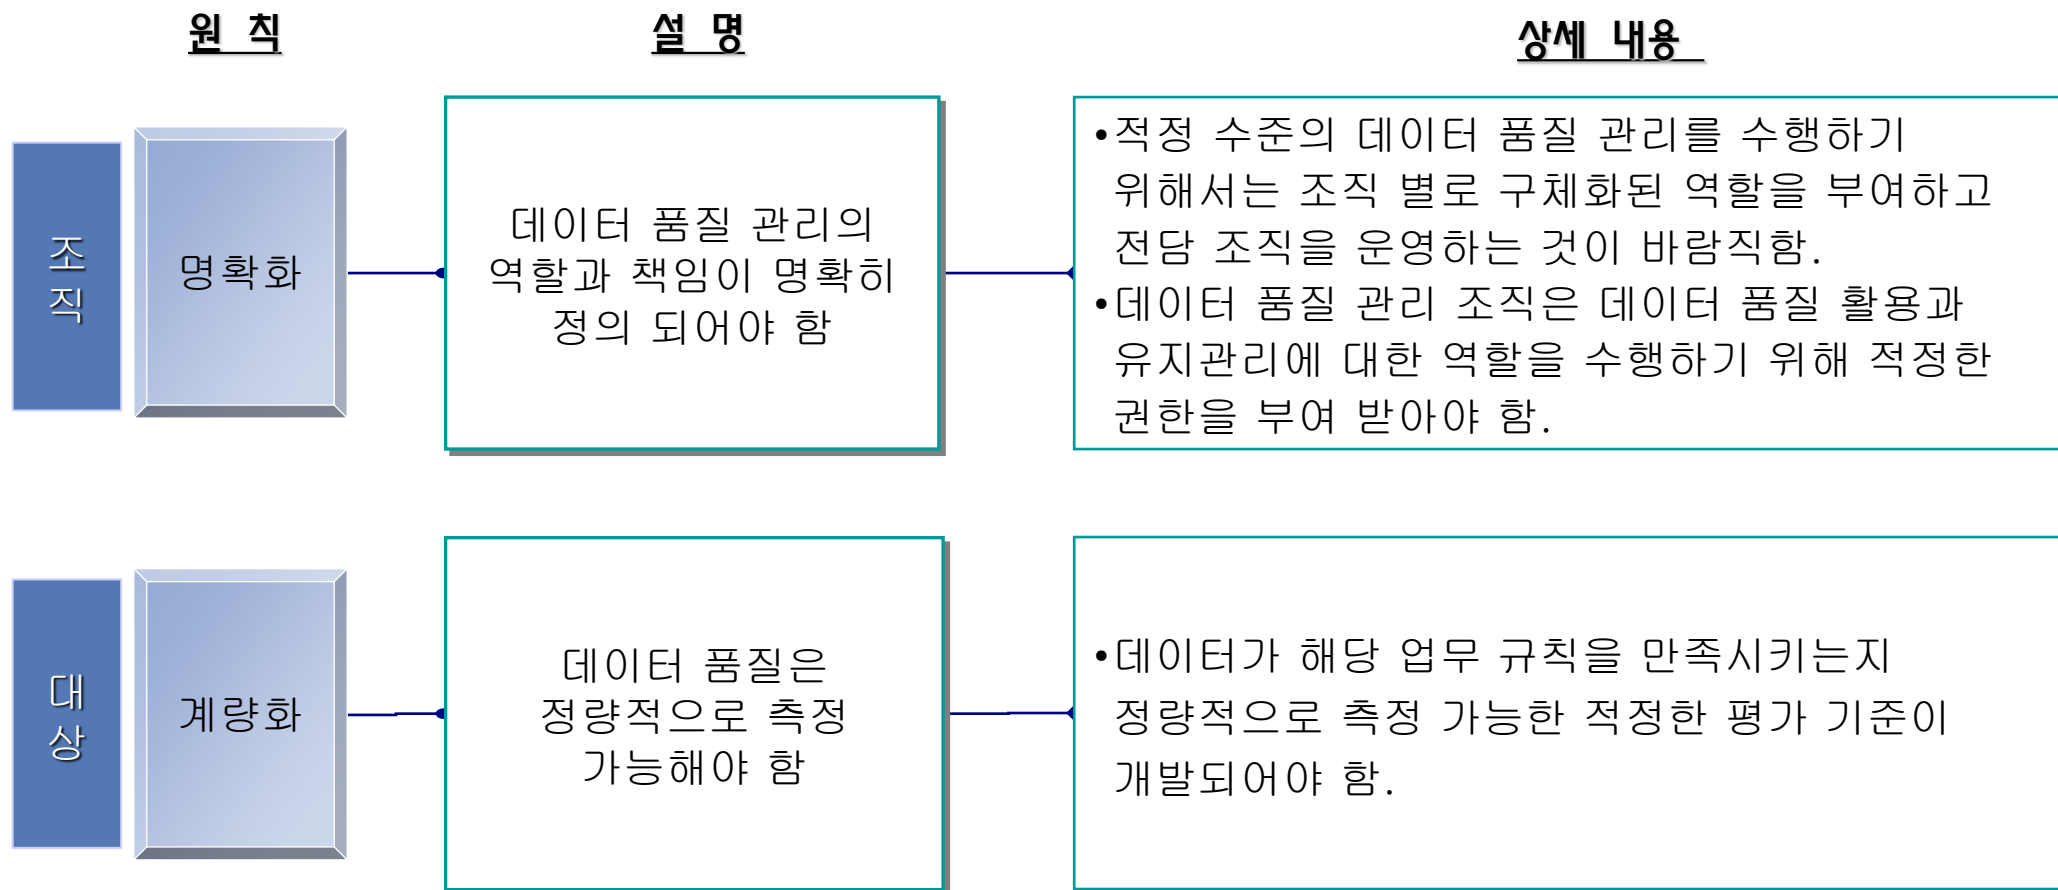 원 칙
설 명
상세 내용
조
직
명확화
데이터 품질 관리의
역할과 책임이 명확히
정의 되어야 함
•적정 수준의 데이터 품질 관리를 수행하기
위해서는 조직 별로 구체화된 역할을 부여하고
전담 조직을 운영하는 것이 바람직함.
•데이터 품질 관리 조직은 데이터 품질 활용과
유지관리에 대한 역할을 수행하기 위해 적정한
권한을 부여 받아야 함.
대
상
계량화
데이터 품질은
정량적으로 측정
가능해야 함
•데이터가 해당 업무 규칙을 만족시키는지
정량적으로 측정 가능한 적정한 평가 기준이
개발되어야 함.